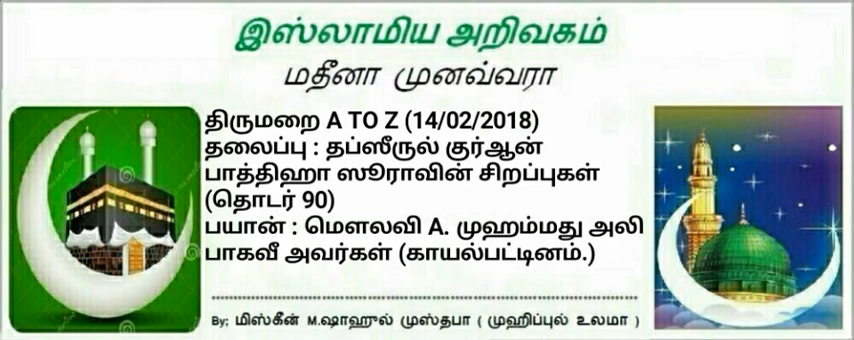 இஸ்லாமிய அறிவகம்
மதீனா முனவ்வரா
திருமறை A TO Z (14/02/2018)
தலைப்பு : தப்ஸீருல் குர்ஆன்
பாத்திஹா ஸூராவின் சிறப்புகள்
(தொடர் 90)
பயான் : மௌலவி A. முஹம்மது அலி
பாகவீ அவர்கள் (காயல்பட்டினம்.)
By; மிஸ்கீன் M.ஷாஹுல் முஸ்தபா ( முஹிப்புல் உலமா )